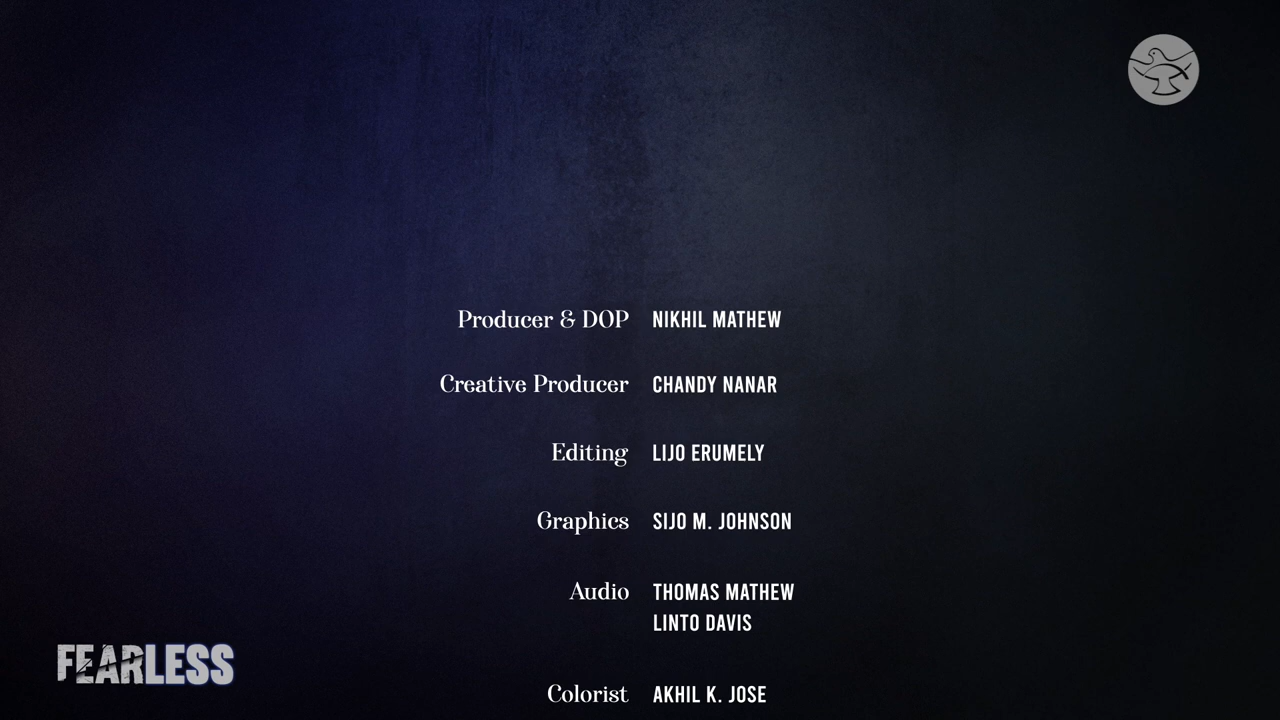 Producer & DOP NIKHIL MATHEW
Creative Producer CHANDY NANAR
Editing LIJO ERUMELY
Graphics SIJO M. JOHNSON
Audio THOMAS MATHEW
LINTO DAVIS
FEARLESS
Colorist AKHIL K. JOSE